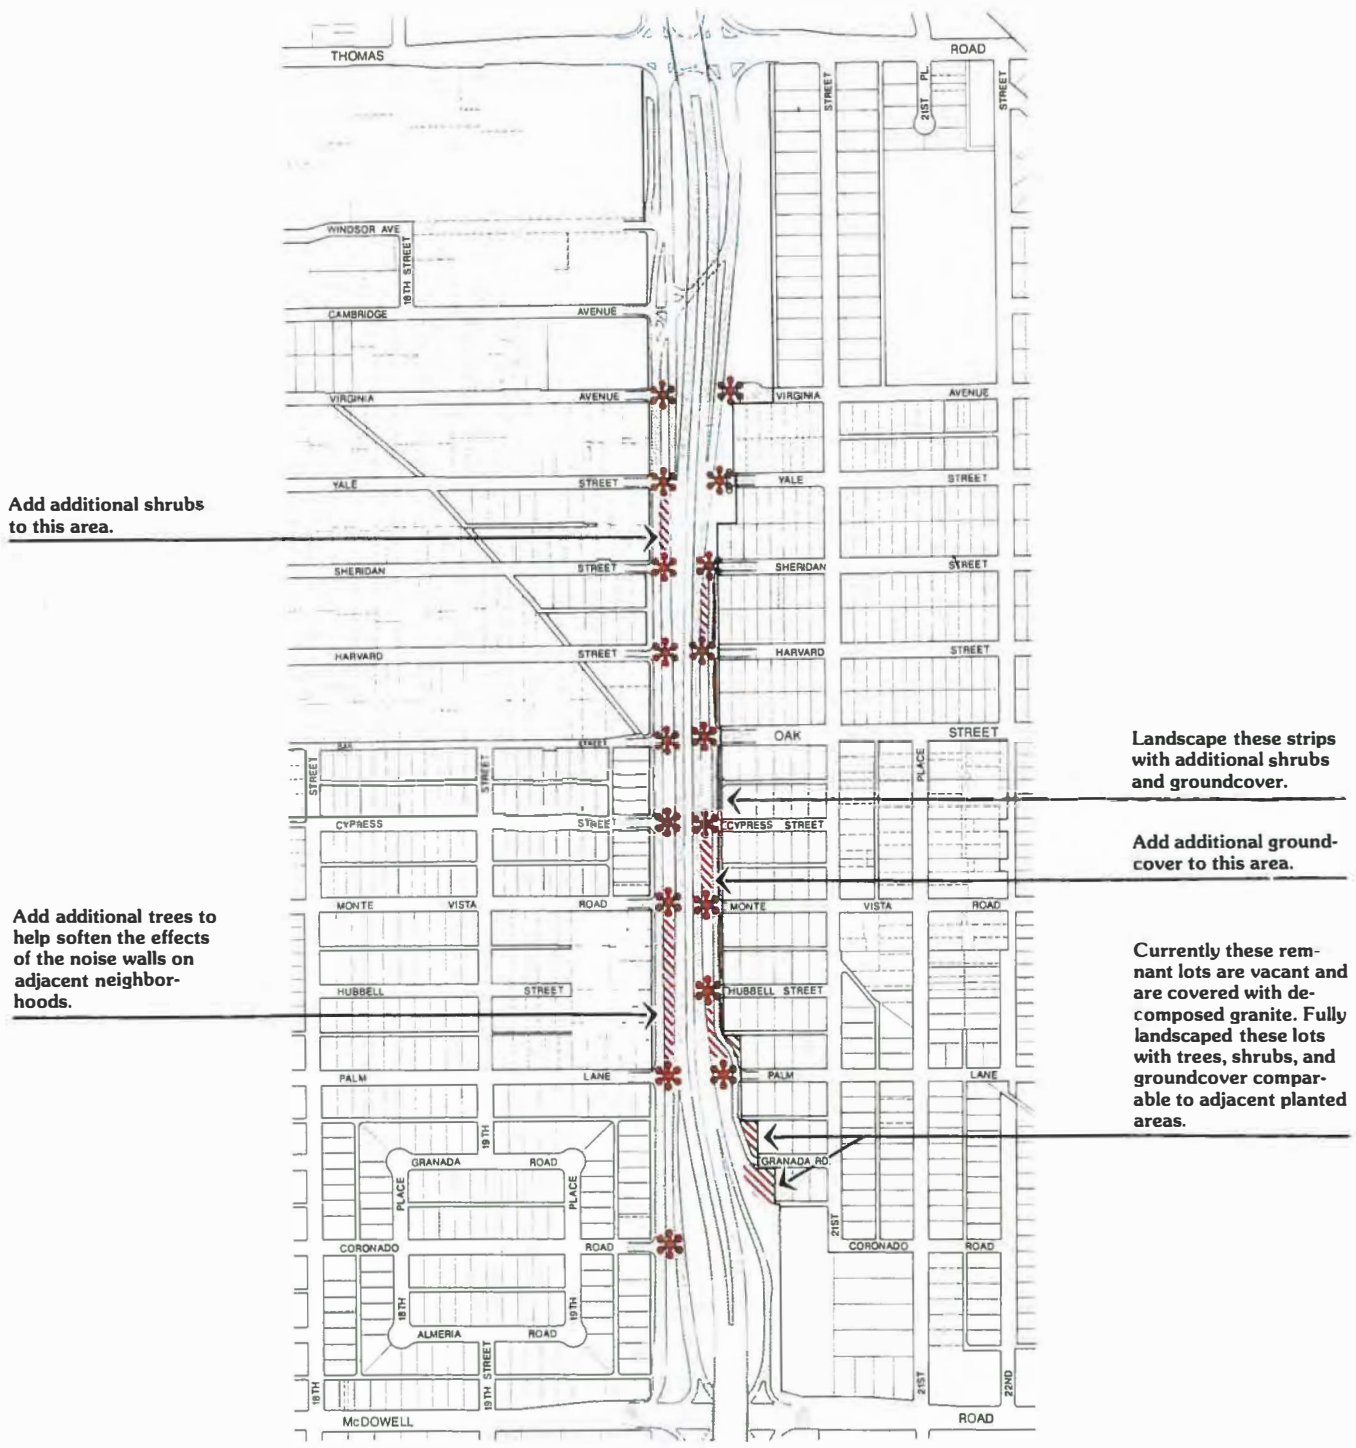 THOMAS ROAD
STREET
21ST PL.
STREET
WINDSOR AVE
18TH STREET
CAMBRIDGE AVENUE
VIRGINIA AVENUE VIRGINIA AVENUE
YALE STREET YALE STREET
Add additional shrubs
to this area.
SHERIDAN STREET SHERIDAN STREET
HARVARD STREET HARVARD STREET
OAK STREET OAK STREET
STREET
STREET
PLACE
Landscape these strips
with additional shrubs
and groundcover.
CYPRESS STREET CYPRESS STREET
Add additional ground-
cover to this area.
MONTE VISTA ROAD MONTE VISTA ROAD
Add additional trees to
help soften the effects
of the noise walls on
adjacent neighbor-
hoods.
Currently these rem-
nant lots are vacant and
are covered with de-
composed granite. Fully
landscaped these lots
with trees, shrubs, and
groundcover compar-
able to adjacent planted
areas.
HUBBELL STREET HUBBELL STREET
PALM LANE PALM LANE
19TH
GRANADA ROAD GRANADA RD.
PLACE
PLACE
21ST
CORONADO ROAD CORONADO ROAD
18TH
19TH
ALMERIA ROAD
18TH
19TH STREET
21ST
22ND
McDOWELL ROAD